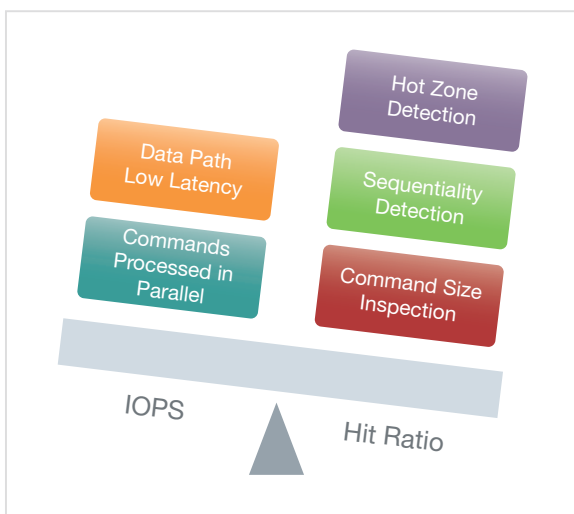 Hot Zone
Detection
Data Path
Low Latency
Sequentiality
Detection
Commands
Processed in
Parallel
Command Size
Inspection
IOPS
Hit Ratio